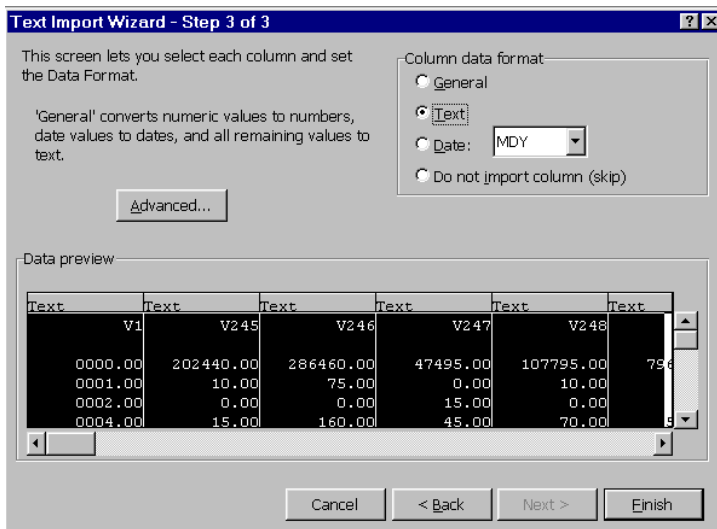 Text Import Wizard - Step 3 of 3
This screen lets you select each column and set
the Data Format.
'General' converts numeric values to numbers,
date values to dates, and all remaining values to
text.
Advanced...
Column data format
General
Text
Date: MDY
Do not import column (skip)
Data preview
Text Text Text Text Text Text
V1 V245 V246 V247 V248
0000.00 202440.00 286460.00 47495.00 107795.00 796
0001.00 10.00 75.00 0.00 10.00
0002.00 0.00 0.00 15.00 0.00
0004.00 15.00 160.00 45.00 70.00 5
Cancel < Back Next > Finish